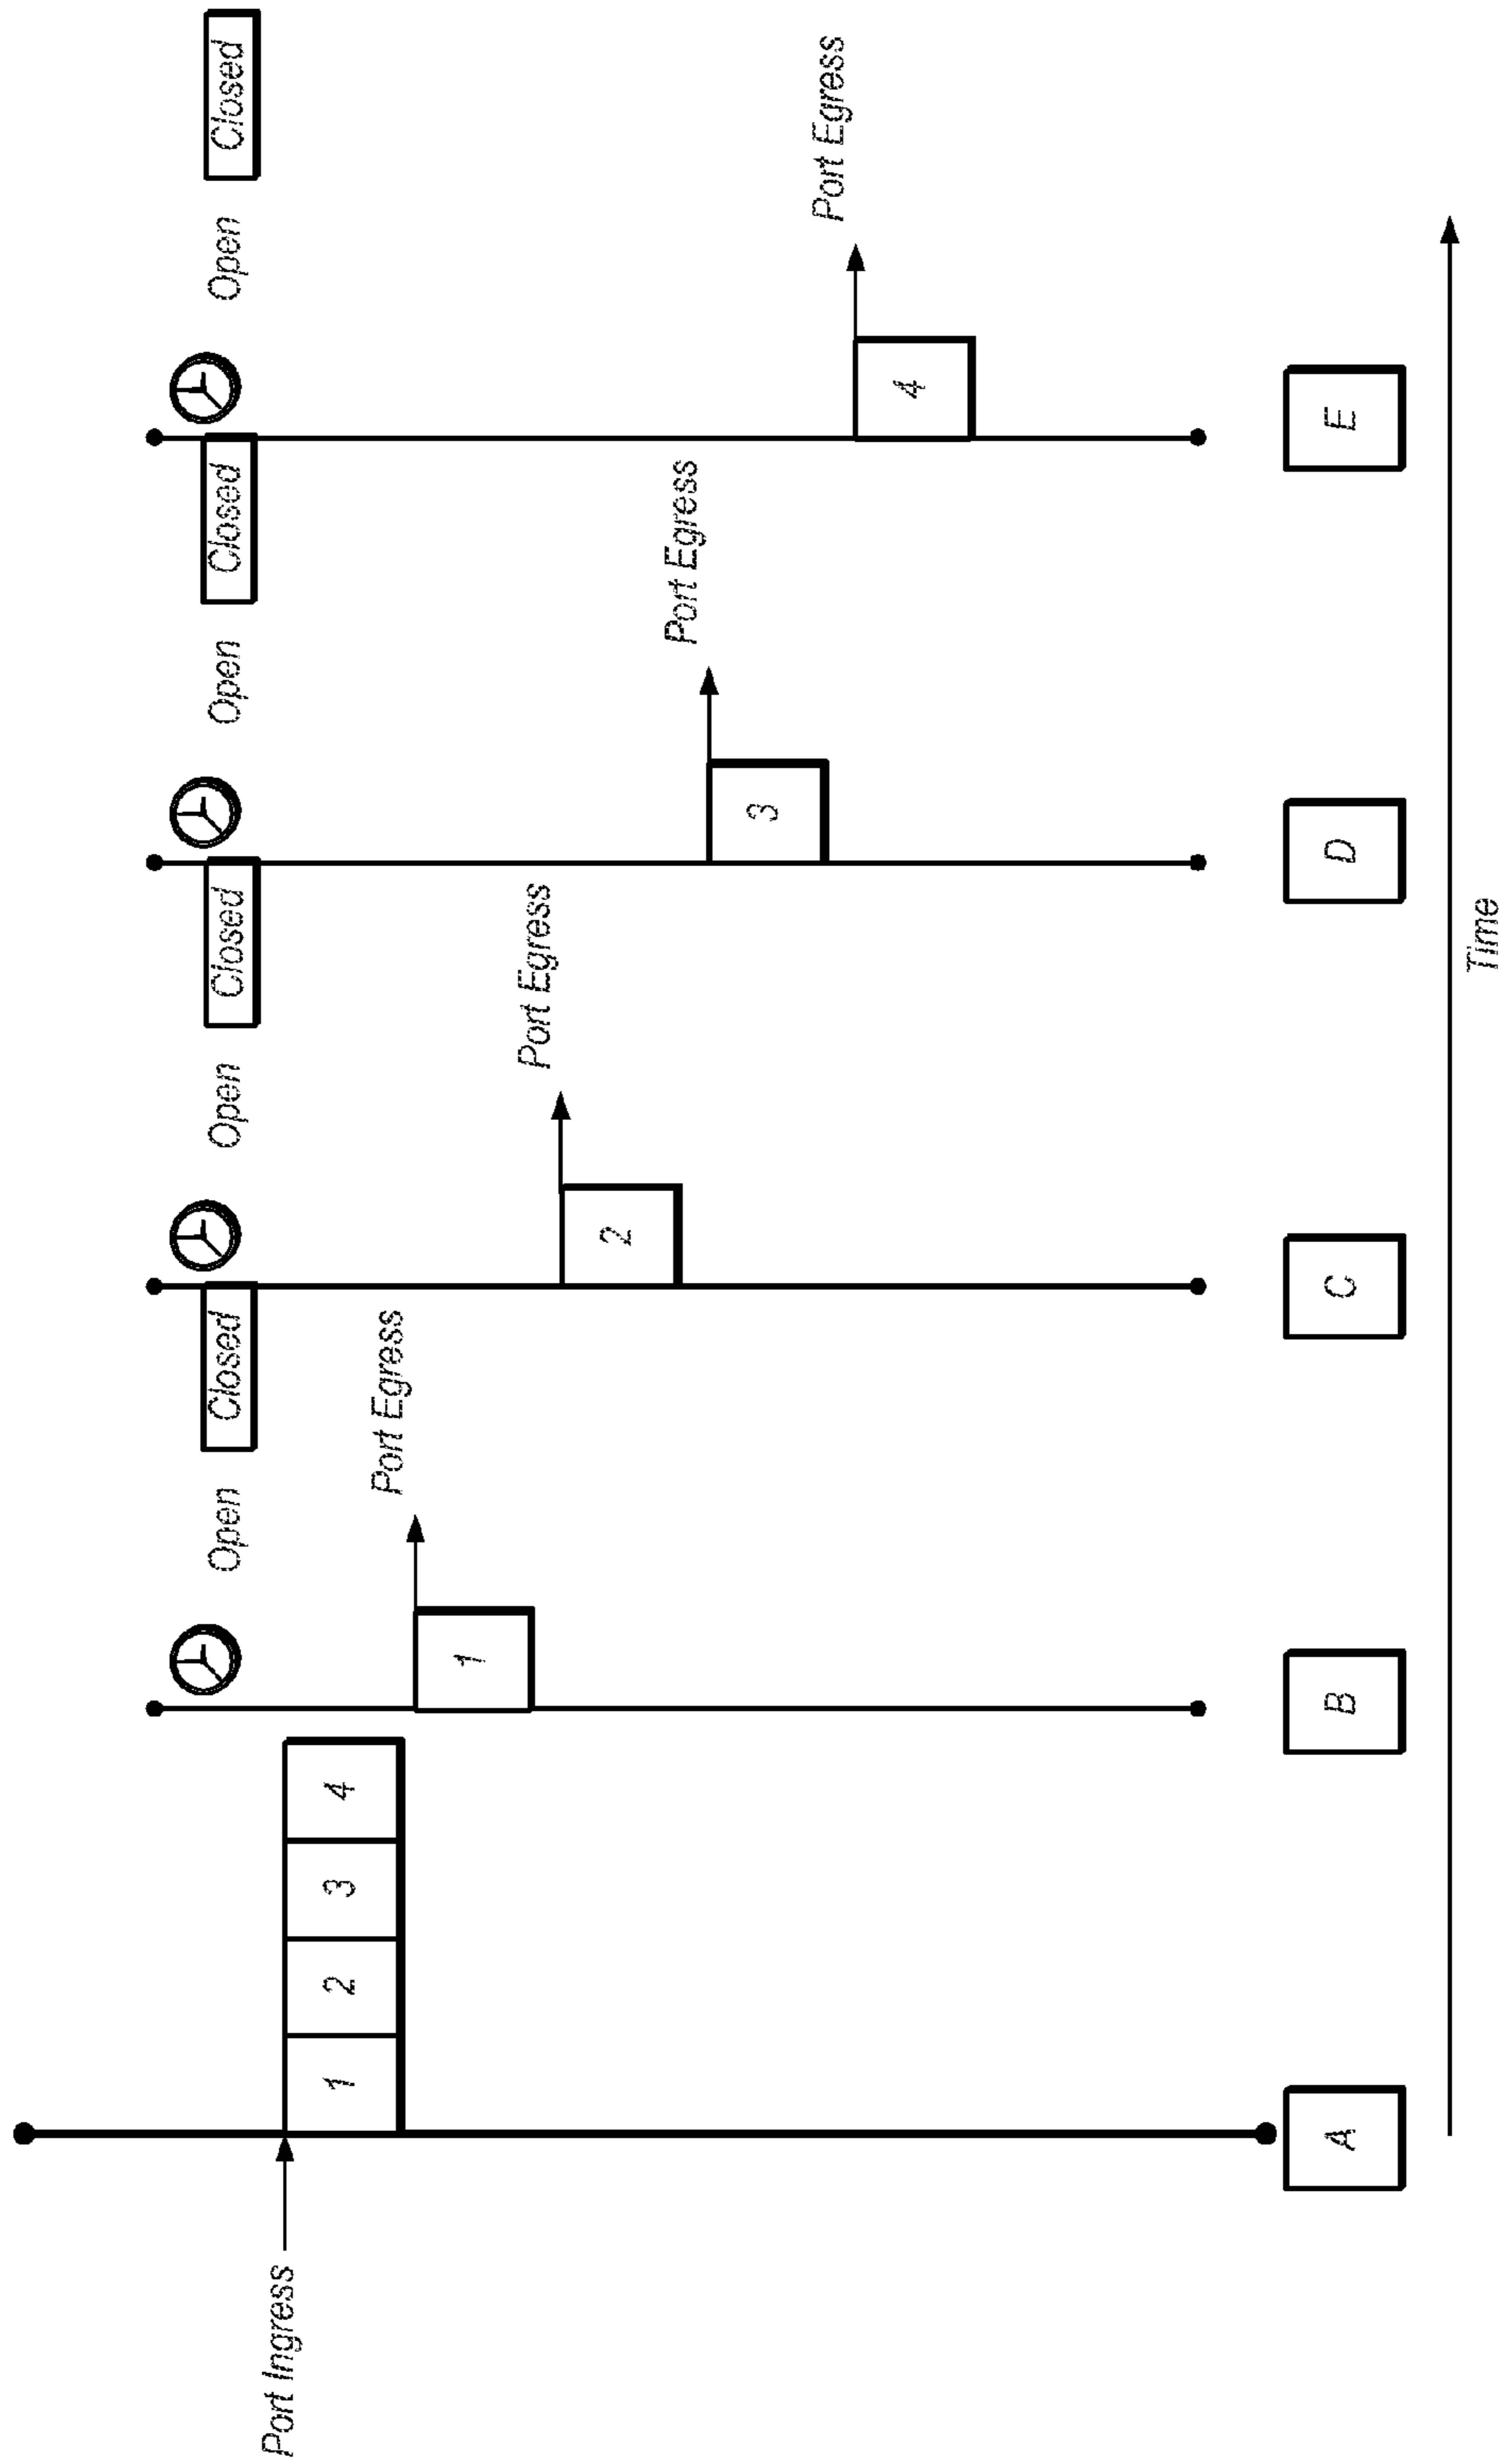 Open
Closed
Open
Closed
Open
Closed
Open
Closed
Port Ingress
1
2
3
4
1
Port Egress
2
Port Egress
3
Port Egress
4
Port Egress
A
B
C
D
E
Time